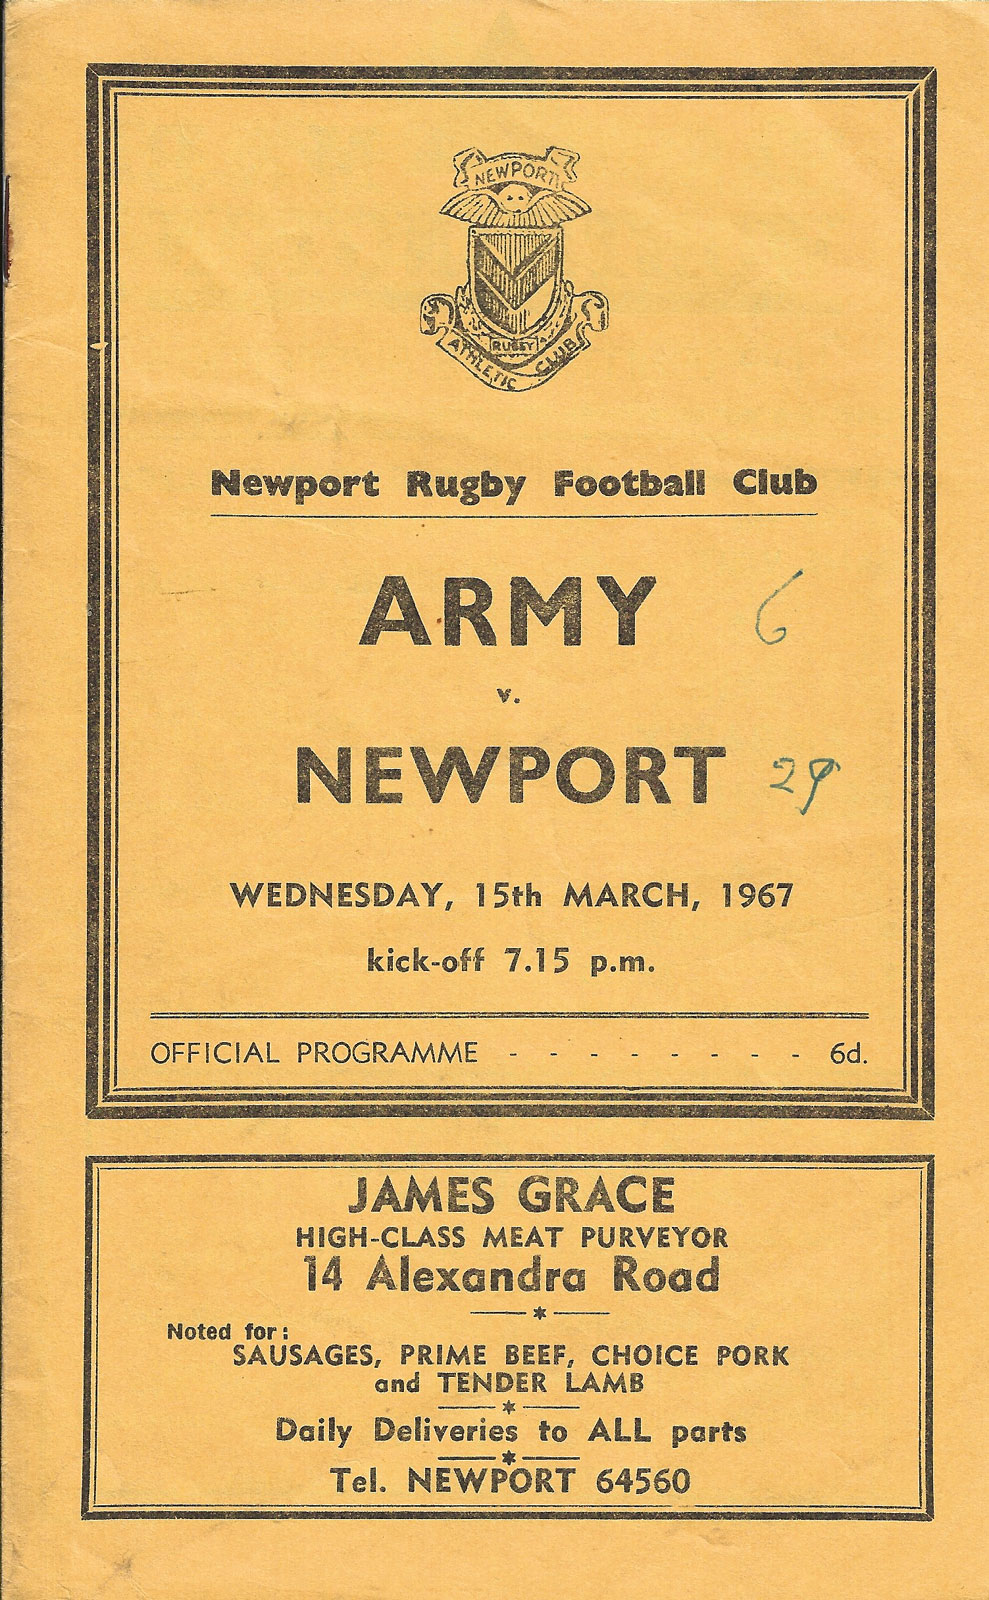 NEWPORT
RUGBY
ATHLETIC CLUB
Newport Rugby Football Club
ARMY 6
v.
NEWPORT 29
WEDNESDAY, 15th MARCH, 1967
kick-off 7.15 p.m.
OFFICIAL PROGRAMME - - - - - - - - 6d.
JAMES GRACE
HIGH-CLASS MEAT PURVEYOR
14 Alexandra Road
Noted for:
SAUSAGES, PRIME BEEF, CHOICE PORK
and TENDER LAMB
Daily Deliveries to ALL parts
Tel. NEWPORT 64560